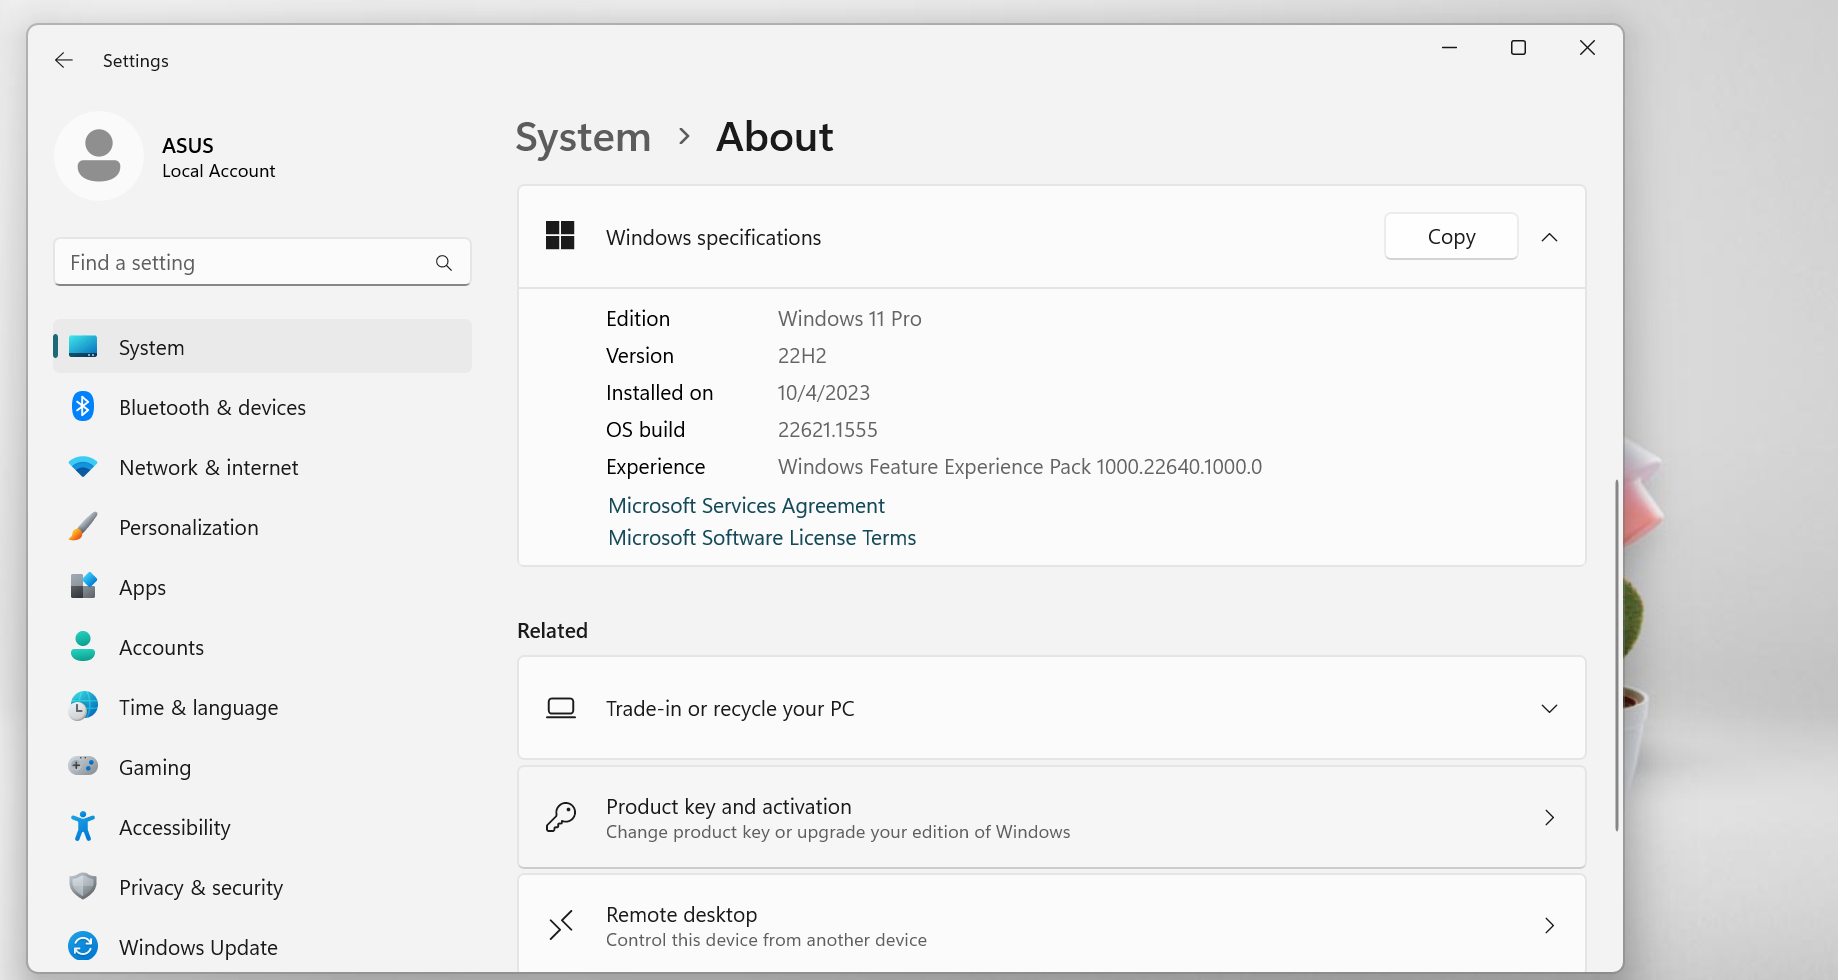 Settings
ASUS
Local Account
Find a setting
System
Bluetooth & devices
Network & internet
Personalization
Apps
Accounts
Time & language
Gaming
Accessibility
Privacy & security
Windows Update
System > About
Windows specifications
Copy
Edition Windows 11 Pro
Version 22H2
Installed on 10/4/2023
OS build 22621.1555
Experience Windows Feature Experience Pack 1000.22640.1000.0
Microsoft Services Agreement
Microsoft Software License Terms
Related
Trade-in or recycle your PC
Product key and activation
Change product key or upgrade your edition of Windows
Remote desktop
Control this device from another device